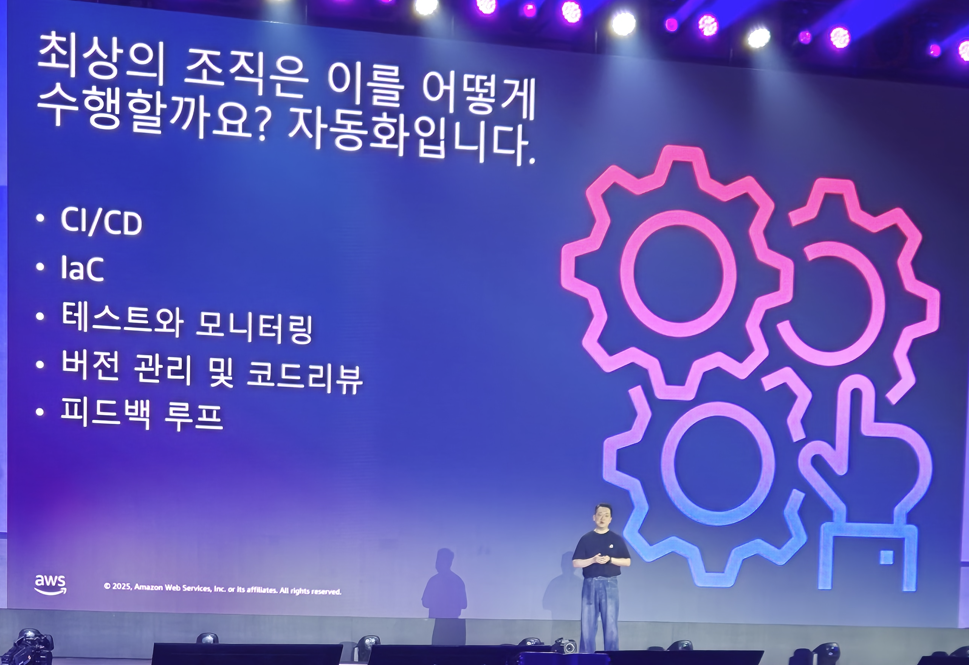 최상의 조직은 이를 어떻게
수행할까요? 자동화입니다.
• CI/CD
• IaC
• 테스트와 모니터링
• 버전 관리 및 코드리뷰
• 피드백 루프
aws
© 2025, Amazon Web Services, Inc. or its affiliates. All rights reserved.